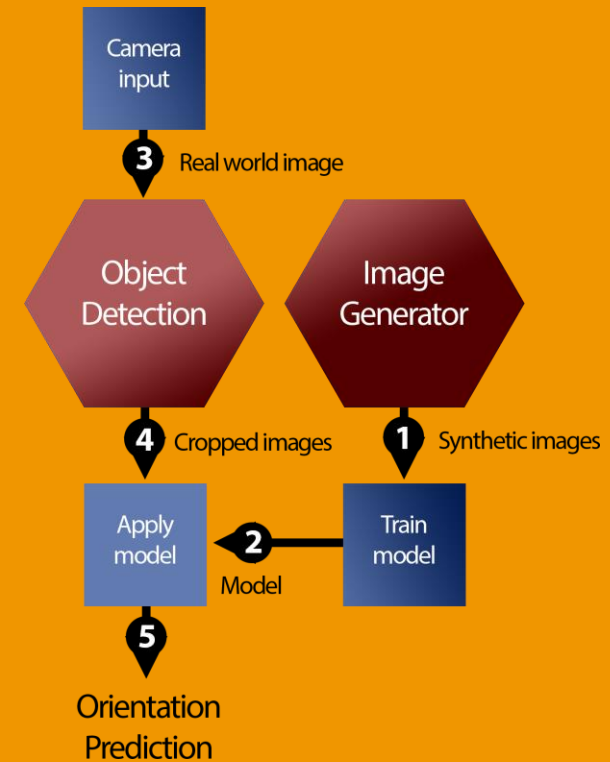 Camera
input
3
Real world image
Object
Detection
Image
Generator
4
Cropped images
1
Synthetic images
Apply
model
2
Model
Train
model
5
Orientation
Prediction